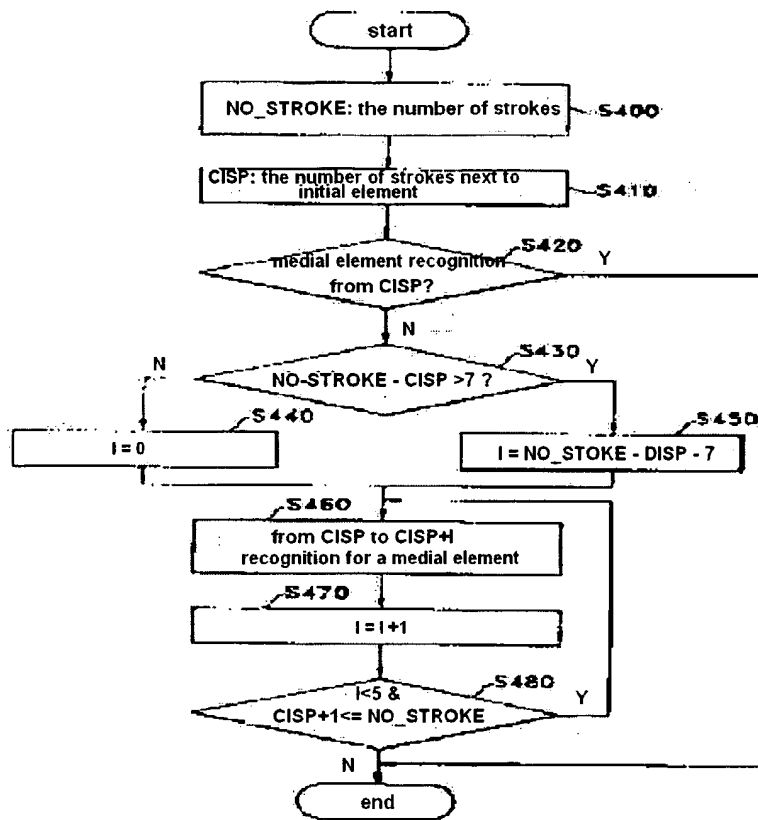 start
NO_STROKE: the number of strokes
S400
CISP: the number of strokes next to
initial element
S410
S420
medial element recognition
from CISP?
Y
N
S430
N
NO-STROKE - CISP >7 ?
Y
S440
I = 0
S450
I = NO_STOKE - DISP - 7
S460
from CISP to CISP+H
recognition for a medial element
S470
I = I+1
S480
I<5 &
CISP+1<= NO_STROKE
Y
N
end